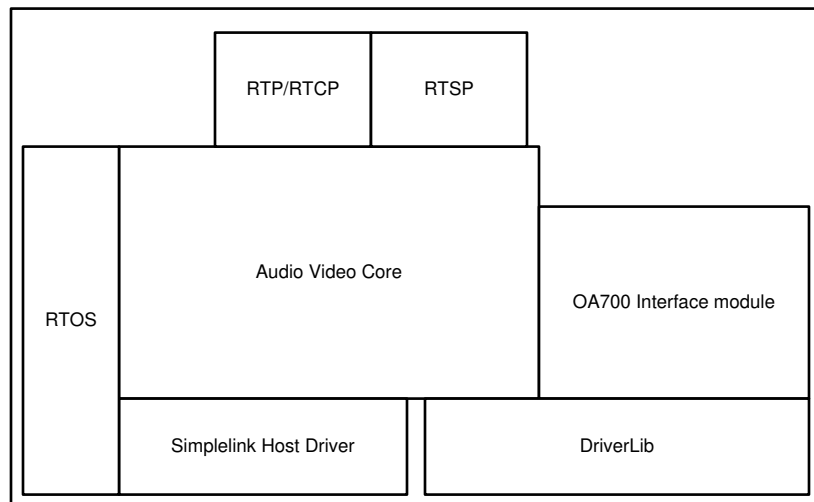 RTP/RTCP
RTSP
Audio Video Core
OA700 Interface module
RTOS
Simplelink Host Driver
DriverLib